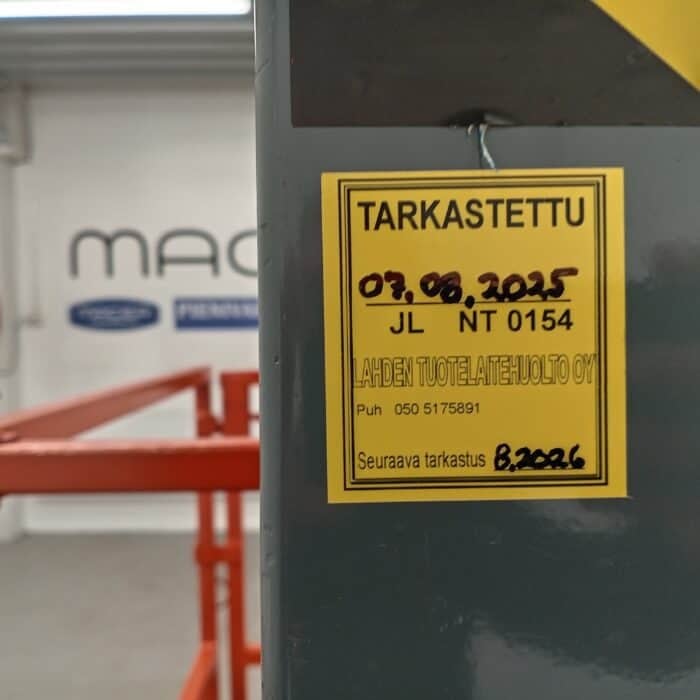 TARKASTETTU
07.08.2025
JL NT 0154
LAHDEN TUOTELAITEHUOLTO OY
Puh 050 5175891
Seuraava tarkastus 8.2026
MAC